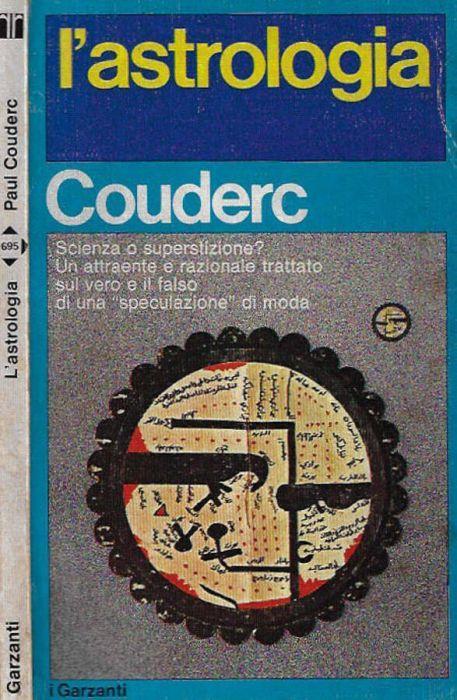 l'astrologia
Couderc
Scienza o superstizione?
Un attraente e razionale trattato
sul vero e il falso
di una "speculazione" di moda
i Garzanti
Paul Couderc
695
L'astrologia
Garzanti